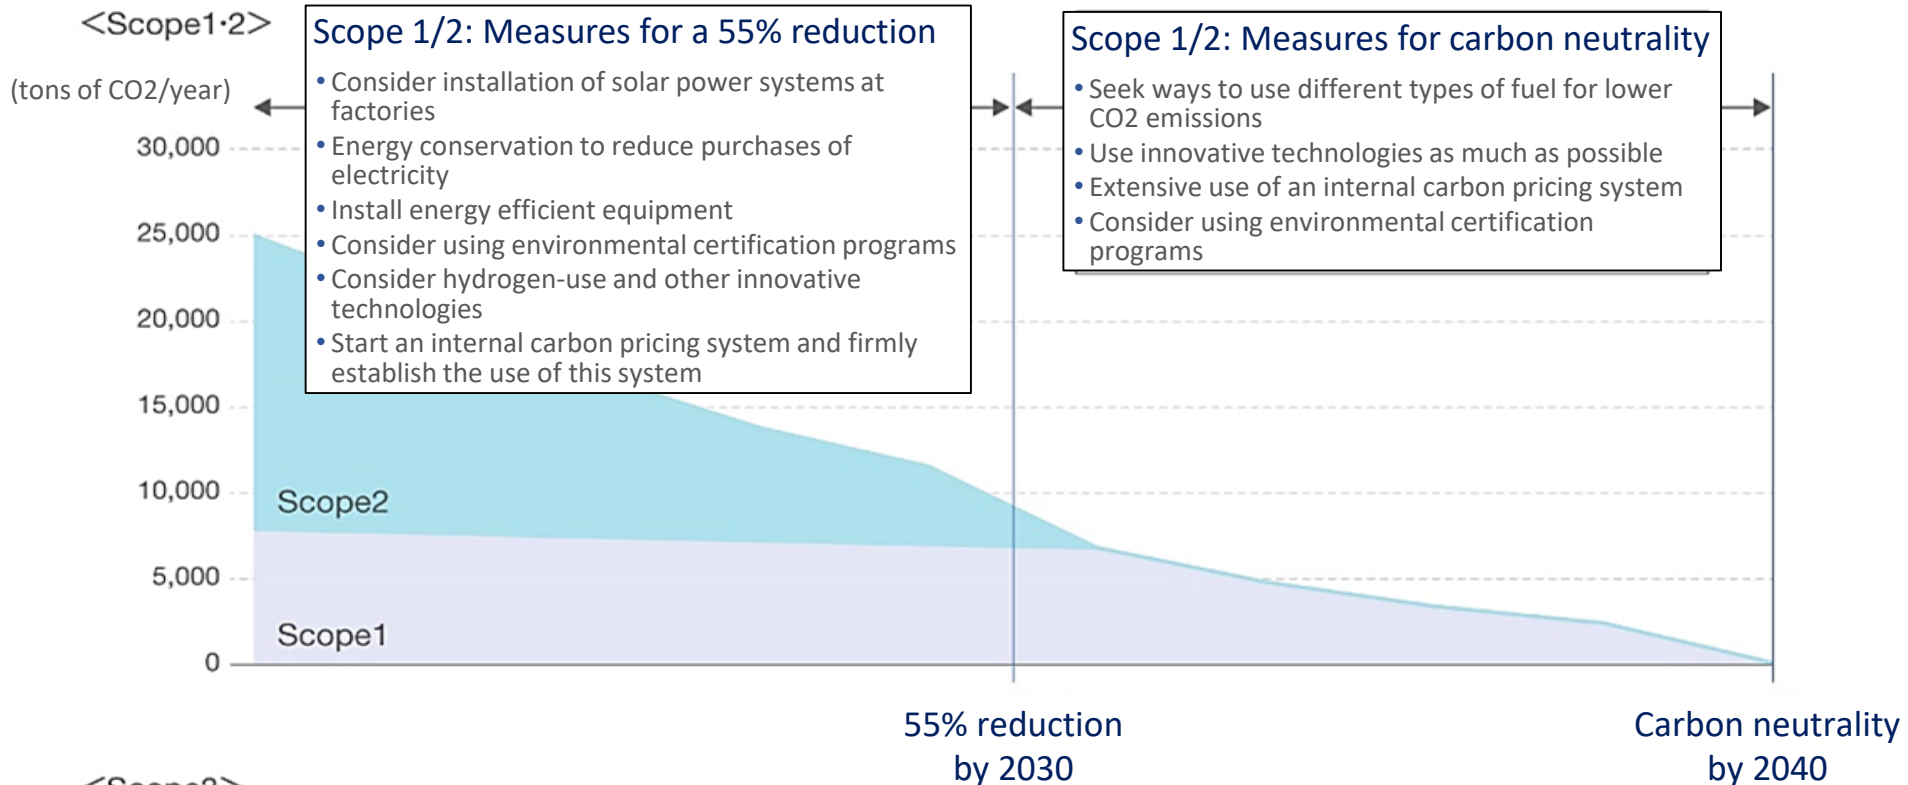 <Scope1·2>
(tons of CO2/year)
Scope 1/2: Measures for a 55% reduction
• Consider installation of solar power systems at
factories
• Energy conservation to reduce purchases of
electricity
• Install energy efficient equipment
• Consider using environmental certification programs
• Consider hydrogen-use and other innovative
technologies
• Start an internal carbon pricing system and firmly
establish the use of this system
Scope 1/2: Measures for carbon neutrality
• Seek ways to use different types of fuel for lower
CO2 emissions
• Use innovative technologies as much as possible
• Extensive use of an internal carbon pricing system
• Consider using environmental certification
programs
30,000
25,000
20,000
15,000
10,000
5,000
0
Scope2
Scope1
55% reduction
by 2030
Carbon neutrality
by 2040